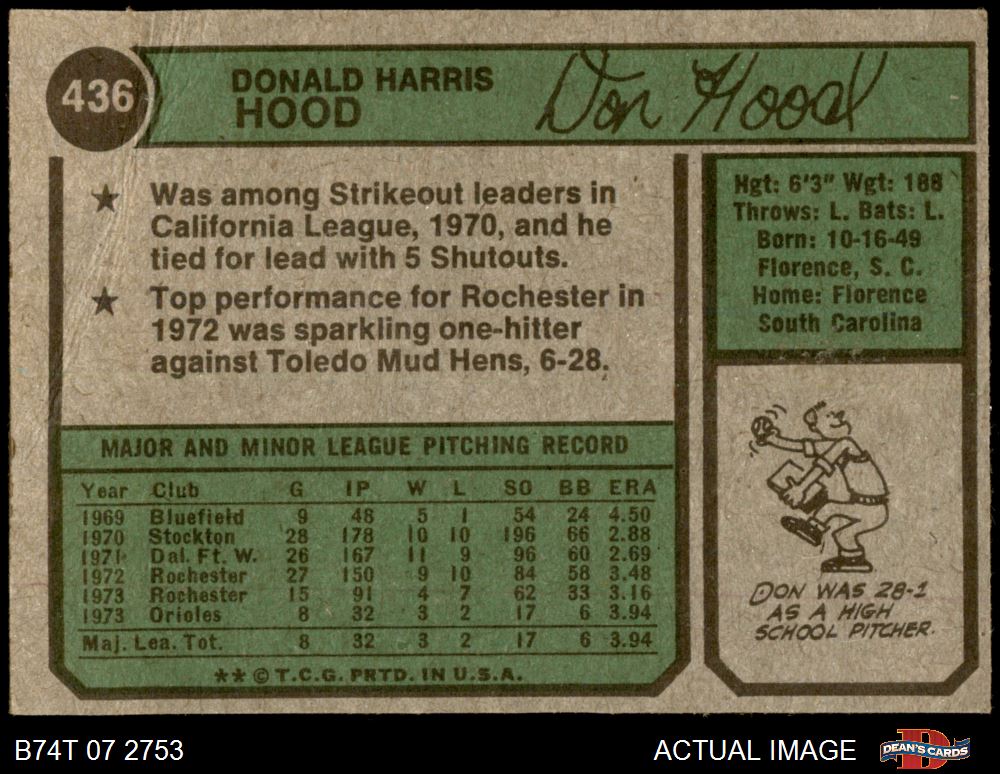 436
DONALD HARRIS
HOOD
Don Hood
★ Was among Strikeout leaders in
California League, 1970, and he
tied for lead with 5 Shutouts.
★ Top performance for Rochester in
1972 was sparkling one-hitter
against Toledo Mud Hens, 6-28.
Hgt: 6'3" Wgt: 188
Throws: L. Bats: L.
Born: 10-16-49
Florence, S. C.
Home: Florence
South Carolina
MAJOR AND MINOR LEAGUE PITCHING RECORD
Year Club G IP W L SO BB ERA
1969 Bluefield 9 48 5 1 54 24 4.50
1970 Stockton 28 178 10 10 196 66 2.88
1971 Dal. Ft. W. 26 167 11 9 96 60 2.69
1972 Rochester 27 150 9 10 84 58 3.48
1973 Rochester 15 91 4 7 62 33 3.16
1973 Orioles 8 32 3 2 17 6 3.94
Maj. Lea. Tot. 8 32 3 2 17 6 3.94
**© T.C.G. PRTD. IN U.S.A.
DON WAS 28-1
AS A HIGH
SCHOOL PITCHER.
B74T 07 2753
ACTUAL IMAGE
DEAN'S CARDS